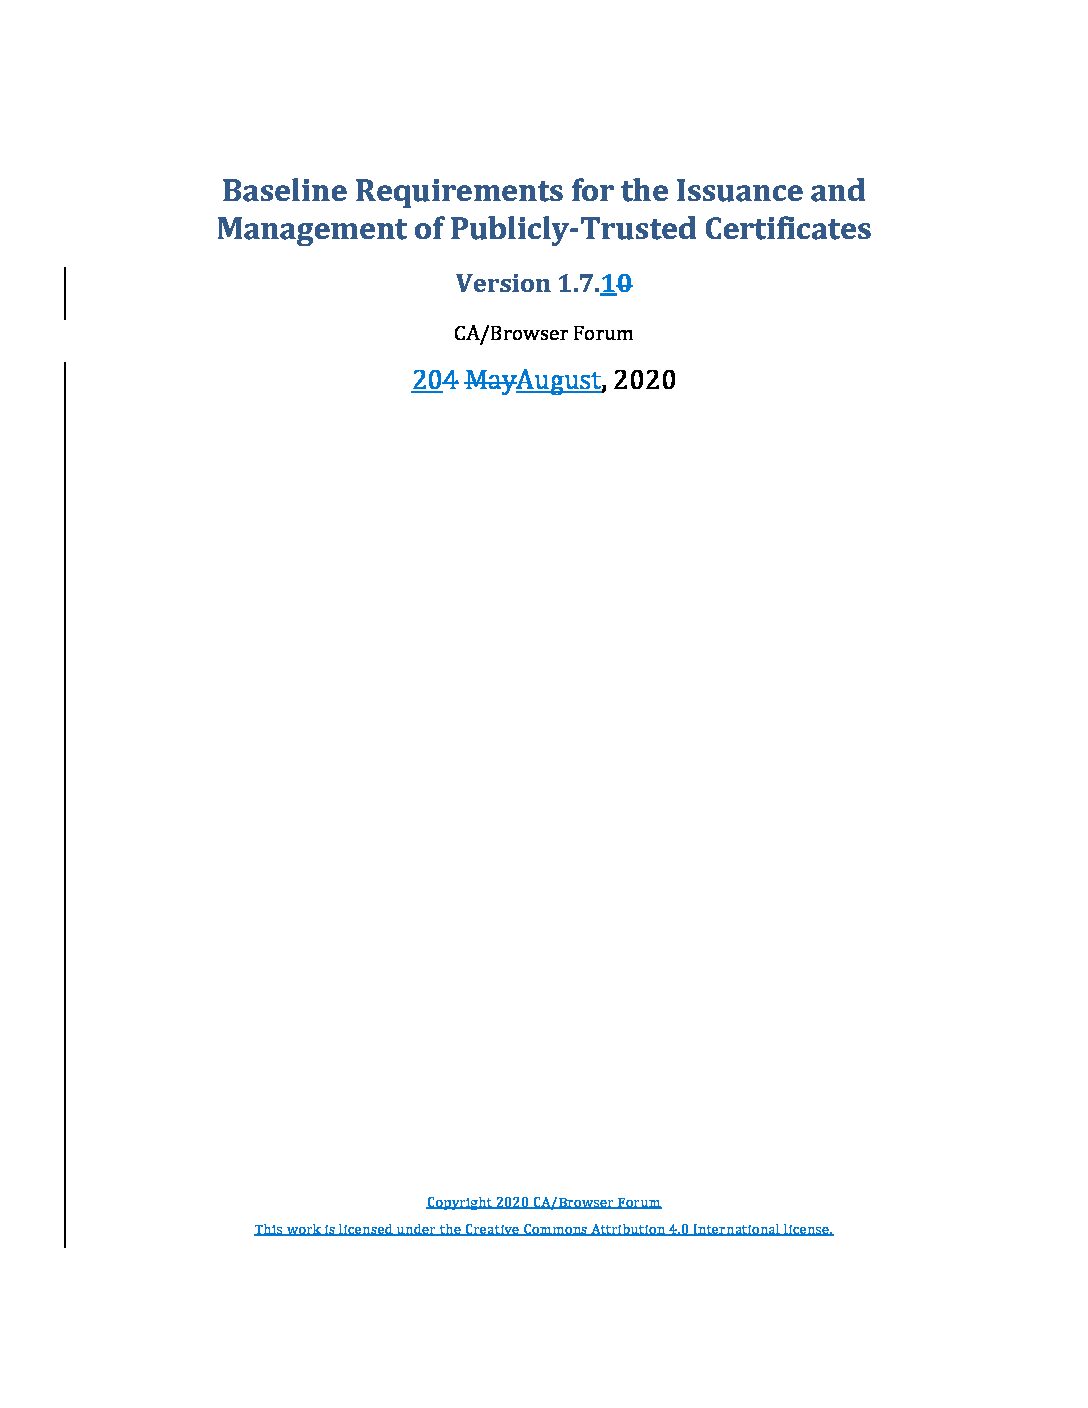 Baseline Requirements for the Issuance and
Management of Publicly-Trusted Certificates
Version 1.7.10
CA/Browser Forum
204 MayAugust, 2020
Copyright 2020 CA/Browser Forum
This work is licensed under the Creative Commons Attribution 4.0 International license.